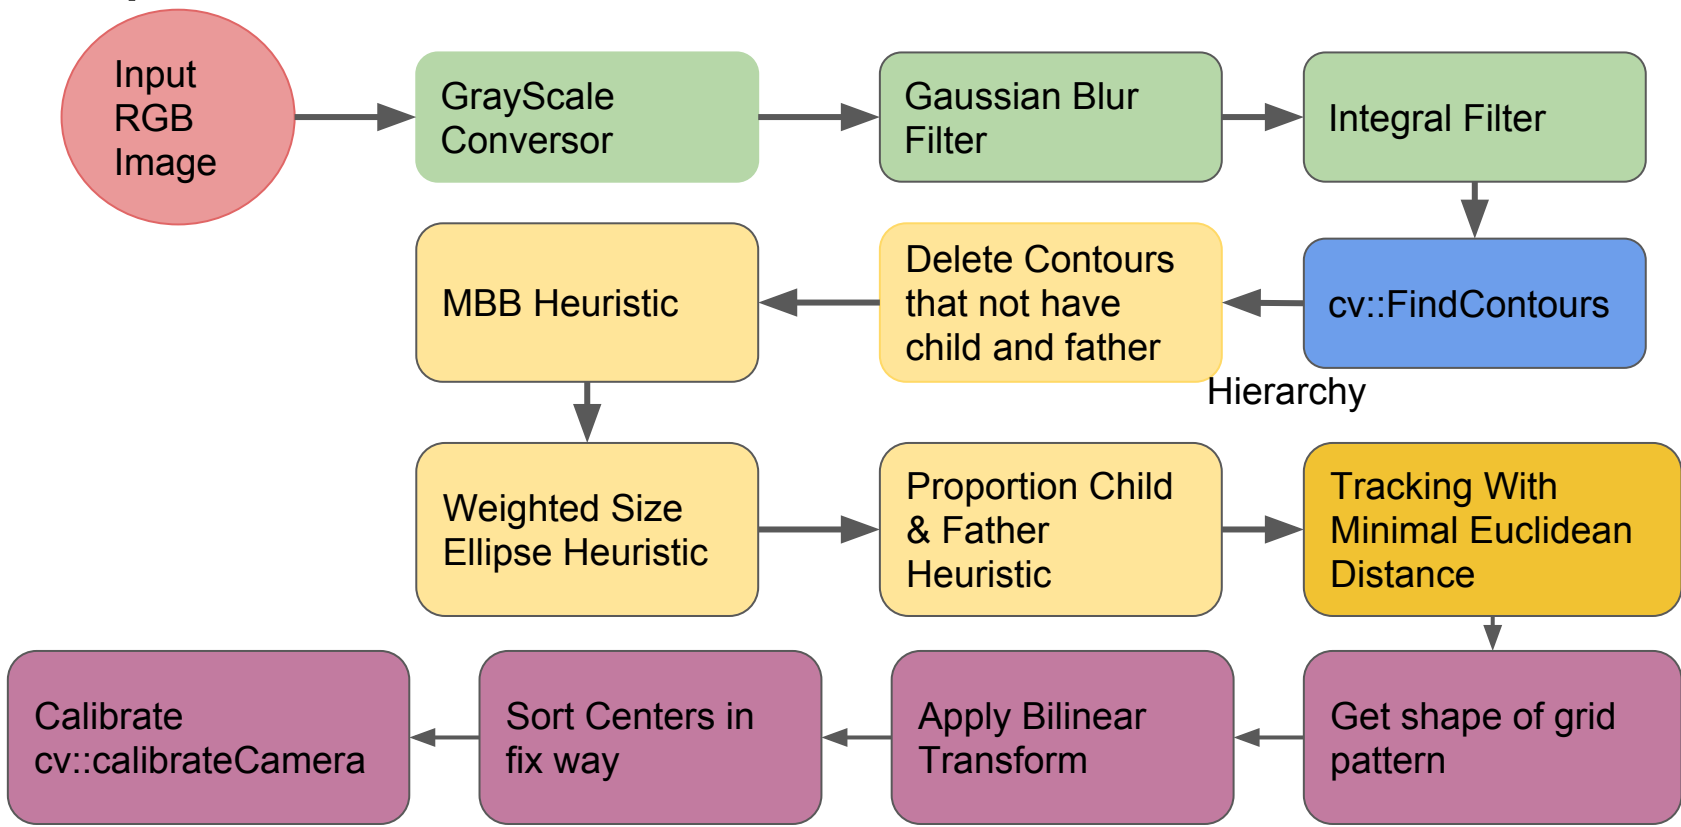 Input
RGB
Image
GrayScale
Conversor
Gaussian Blur
Filter
Integral Filter
cv::FindContours
Delete Contours
that not have
child and father
Hierarchy
MBB Heuristic
Weighted Size
Ellipse Heuristic
Proportion Child
& Father
Heuristic
Tracking With
Minimal Euclidean
Distance
Get shape of grid
pattern
Apply Bilinear
Transform
Sort Centers in
fix way
Calibrate
cv::calibrateCamera